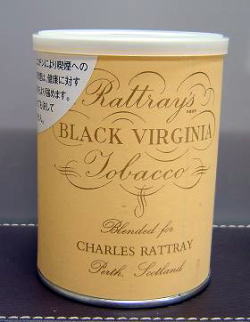 Rattray's
BLACK VIRGINIA
Tobacco
Blended for
CHARLES RATTRAY
Perth, Scotland
により喫煙への
健康に対す